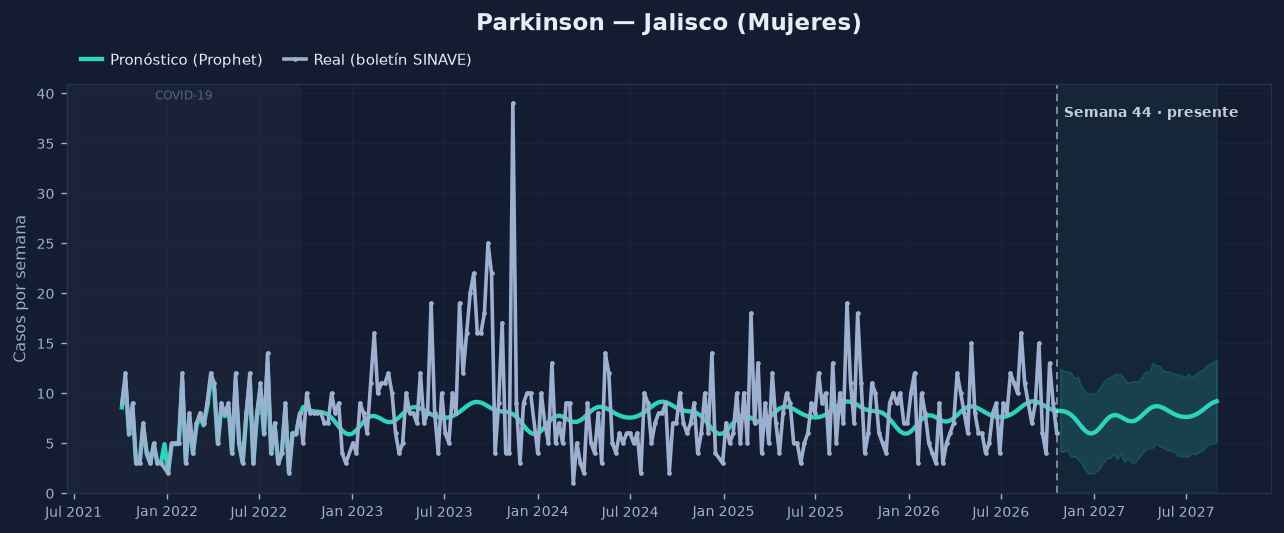 Parkinson — Jalisco (Mujeres)
Pronóstico (Prophet)
Real (boletín SINAVE)
COVID-19
Semana 44 · presente
Casos por semana
40
35
30
25
20
15
10
5
0
Jul 2021
Jan 2022
Jul 2022
Jan 2023
Jul 2023
Jan 2024
Jul 2024
Jan 2025
Jul 2025
Jan 2026
Jul 2026
Jan 2027
Jul 2027